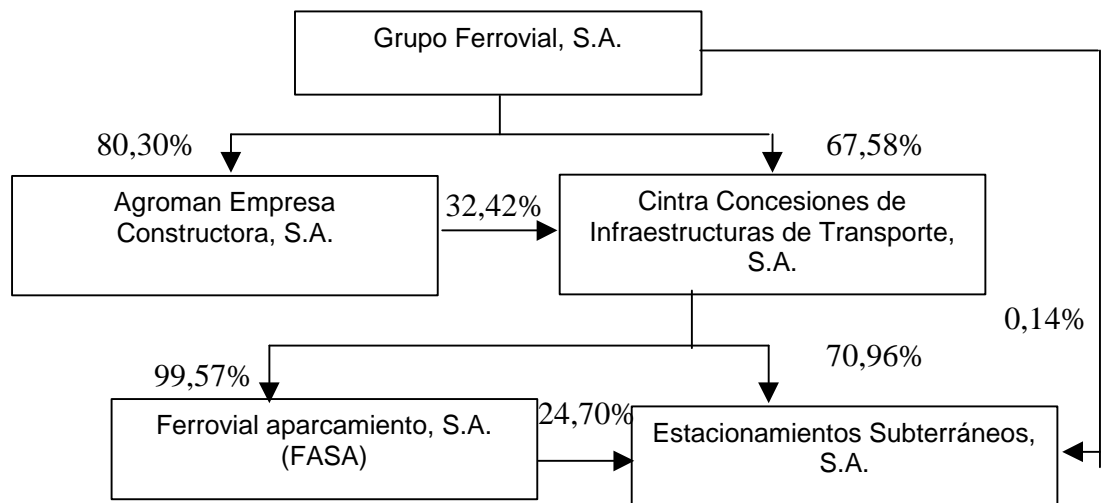 Grupo Ferrovial, S.A.
80,30%
67,58%
Agroman Empresa
Constructora, S.A.
32,42%
Cintra Concesiones de
Infraestructuras de Transporte,
S.A.
0,14%
99,57%
70,96%
Ferrovial aparcamiento, S.A.
(FASA)
24,70%
Estacionamientos Subterráneos,
S.A.